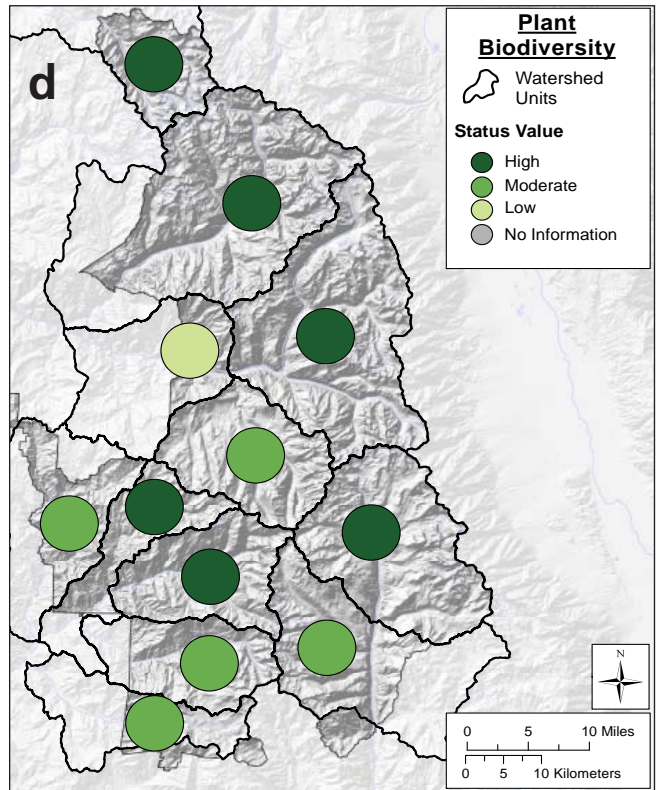 d
Plant
Biodiversity
Watershed
Units
Status Value
High
Moderate
Low
No Information
N
0 5 10 Miles
0 5 10 Kilometers